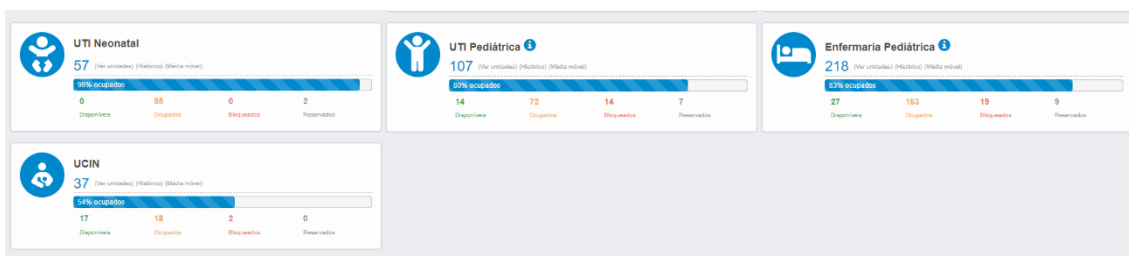 UTI Neonatal
57 (Ver unidades) (Histórico) (Média móvel)
96% ocupados
0 55 0 2
Disponíveis Ocupados Bloqueados Reservados
UTI Pediátrica
107 (Ver unidades) (Histórico) (Média móvel)
80% ocupados
14 72 14 7
Disponíveis Ocupados Bloqueados Reservados
Enfermaria Pediátrica
218 (Ver unidades) (Histórico) (Média móvel)
83% ocupados
27 163 19 9
Disponíveis Ocupados Bloqueados Reservados
UCIN
37 (Ver unidades) (Histórico) (Média móvel)
54% ocupados
17 18 2 0
Disponíveis Ocupados Bloqueados Reservados